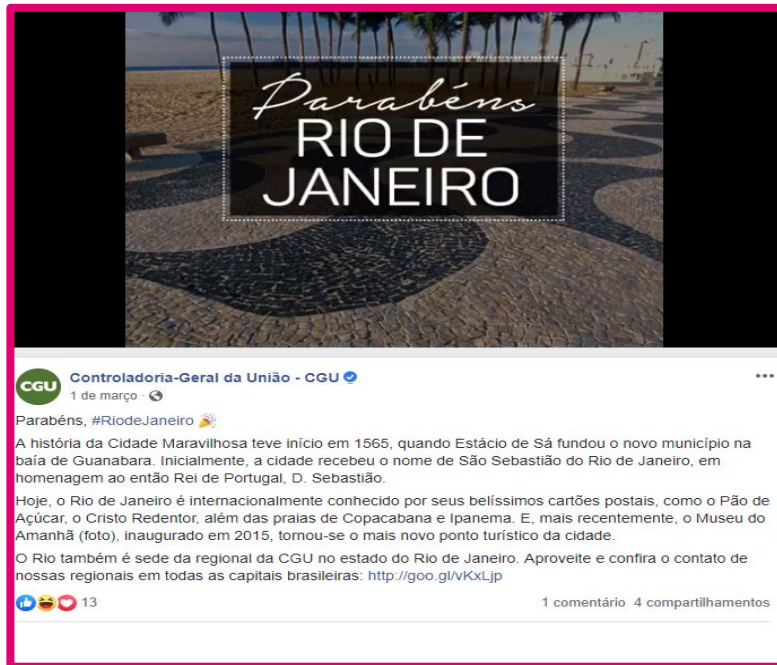 Parabéns
RIO DE
JANEIRO
CGU
Controladoria-Geral da União - CGU
1 de março ·
Parabéns, #RiodeJaneiro 🎉
A história da Cidade Maravilhosa teve início em 1565, quando Estácio de Sá fundou o novo município na
baía de Guanabara. Inicialmente, a cidade recebeu o nome de São Sebastião do Rio de Janeiro, em
homenagem ao então Rei de Portugal, D. Sebastião.
Hoje, o Rio de Janeiro é internacionalmente conhecido por seus belíssimos cartões postais, como o Pão de
Açúcar, o Cristo Redentor, além das praias de Copacabana e Ipanema. E, mais recentemente, o Museu do
Amanhã (foto), inaugurado em 2015, tornou-se o mais novo ponto turístico da cidade.
O Rio também é sede da regional da CGU no estado do Rio de Janeiro. Aproveite e confira o contato de
nossas regionais em todas as capitais brasileiras: http://goo.gl/vKxLjp
13 1 comentário 4 compartilhamentos